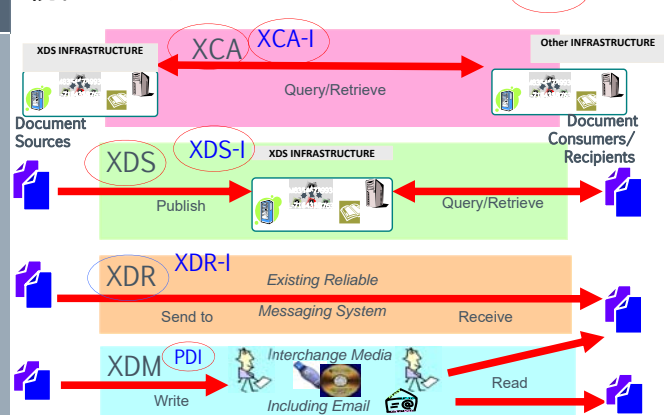 XDS INFRASTRUCTURE
XCA
XCA-I
Other INFRASTRUCTURE
Query/Retrieve
Document
Sources
Document
Consumers/
Recipients
XDS
XDS-I
XDS INFRASTRUCTURE
Publish
Query/Retrieve
XDR
XDR-I
Existing Reliable
Send to
Messaging System
Receive
XDM
PDI
Interchange Media
Write
Including Email
Read